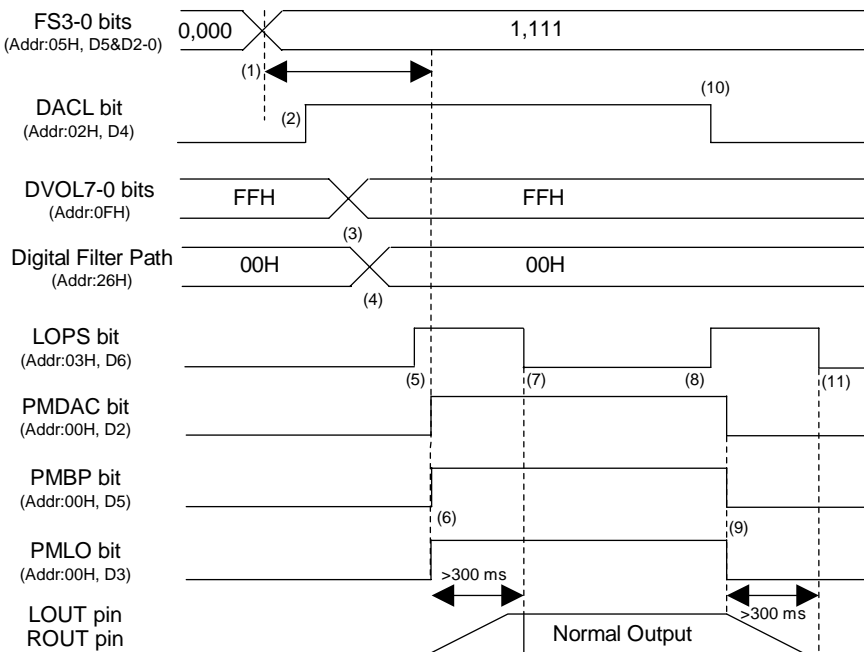 FS3-0 bits
(Addr:05H, D5&D2-0)
0,000
1,111
(1)
DACL bit
(Addr:02H, D4)
(2)
(10)
DVOL7-0 bits
(Addr:0FH)
FFH
FFH
(3)
Digital Filter Path
(Addr:26H)
00H
00H
(4)
LOPS bit
(Addr:03H, D6)
(5)
(7)
(8)
(11)
PMDAC bit
(Addr:00H, D2)
PMBP bit
(Addr:00H, D5)
(6)
(9)
PMLO bit
(Addr:00H, D3)
>300 ms
>300 ms
LOUT pin
ROUT pin
Normal Output